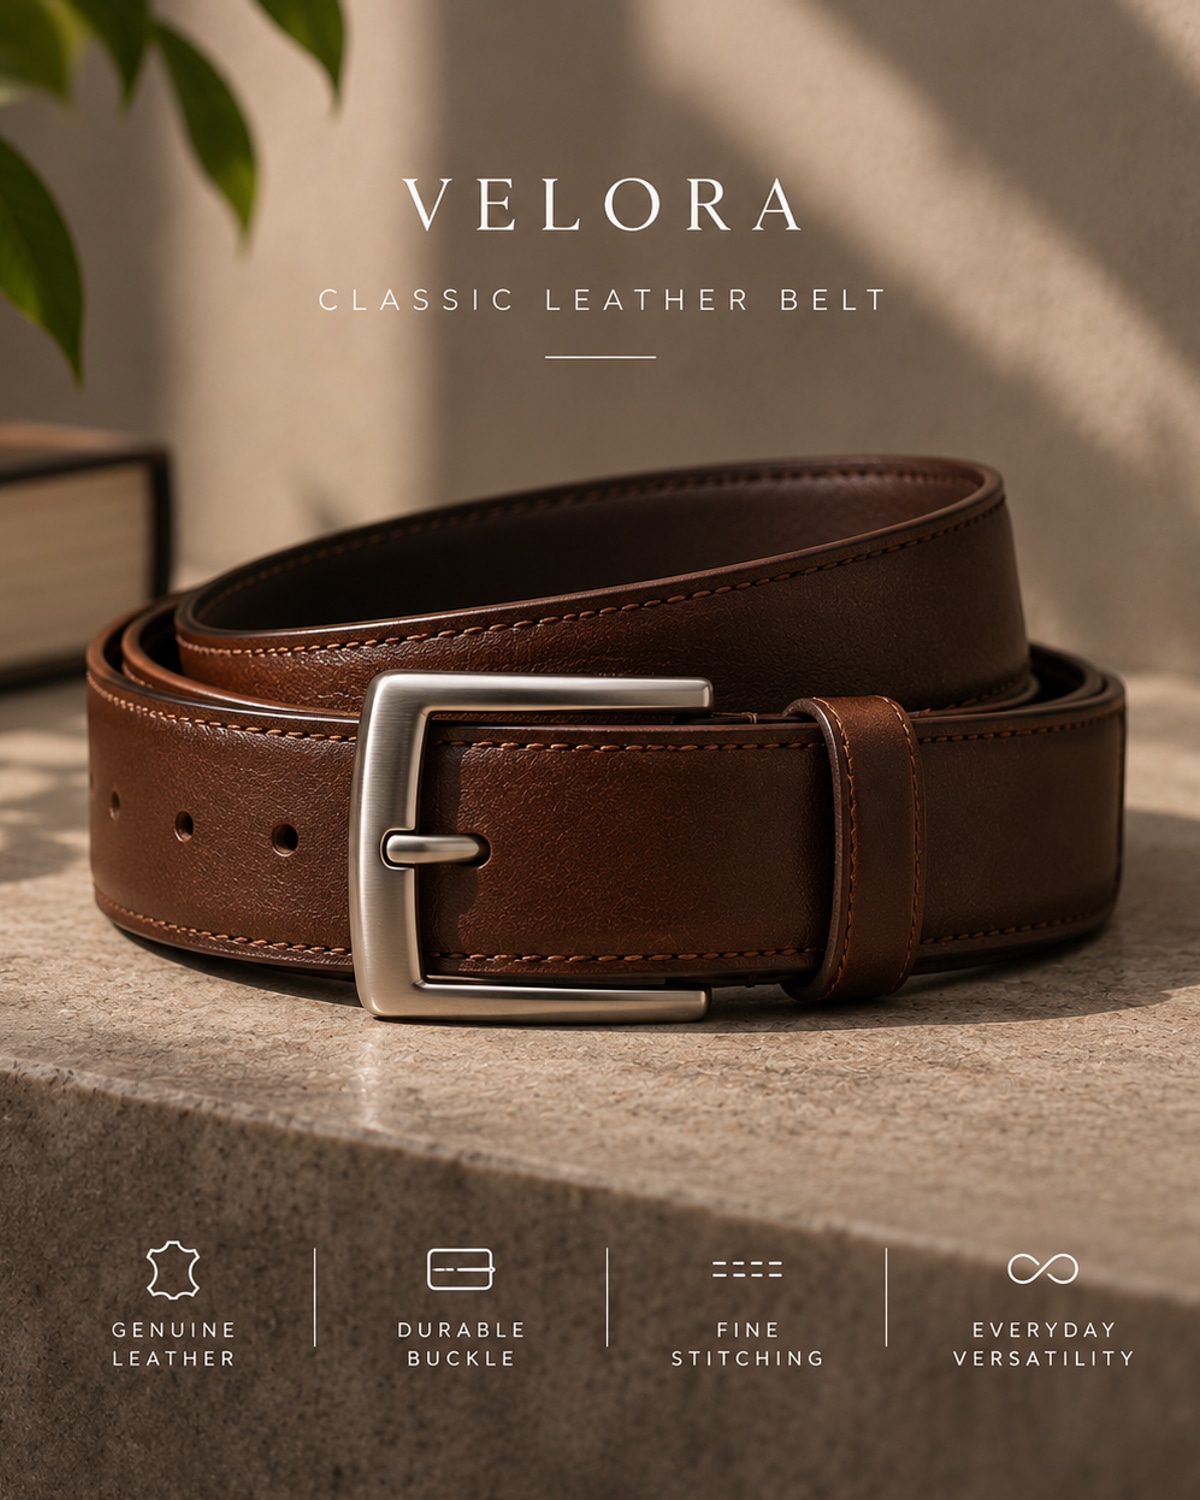 VELORA
CLASSIC LEATHER BELT
GENUINE
LEATHER
DURABLE
BUCKLE
FINE
STITCHING
EVERYDAY
VERSATILITY